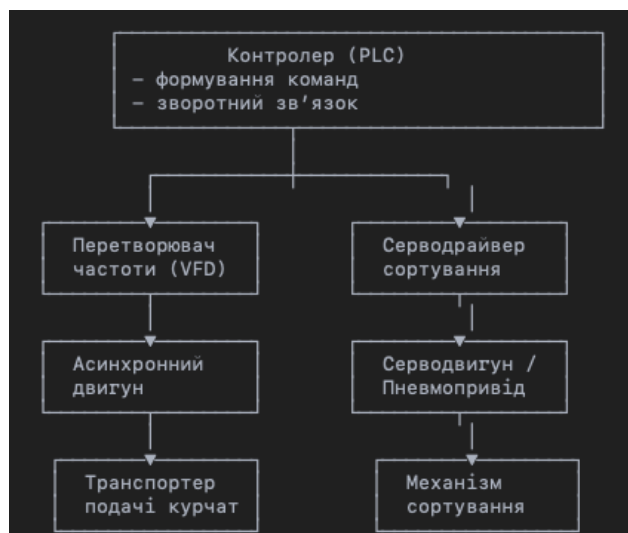 Контролер (PLC)
– формування команд
– зворотний зв’язок
Перетворювач
частоти (VFD)
Серводрайвер
сортування
Асинхронний
двигун
Серводвигун /
Пневмопривід
Транспортер
подачі курчат
Механізм
сортування